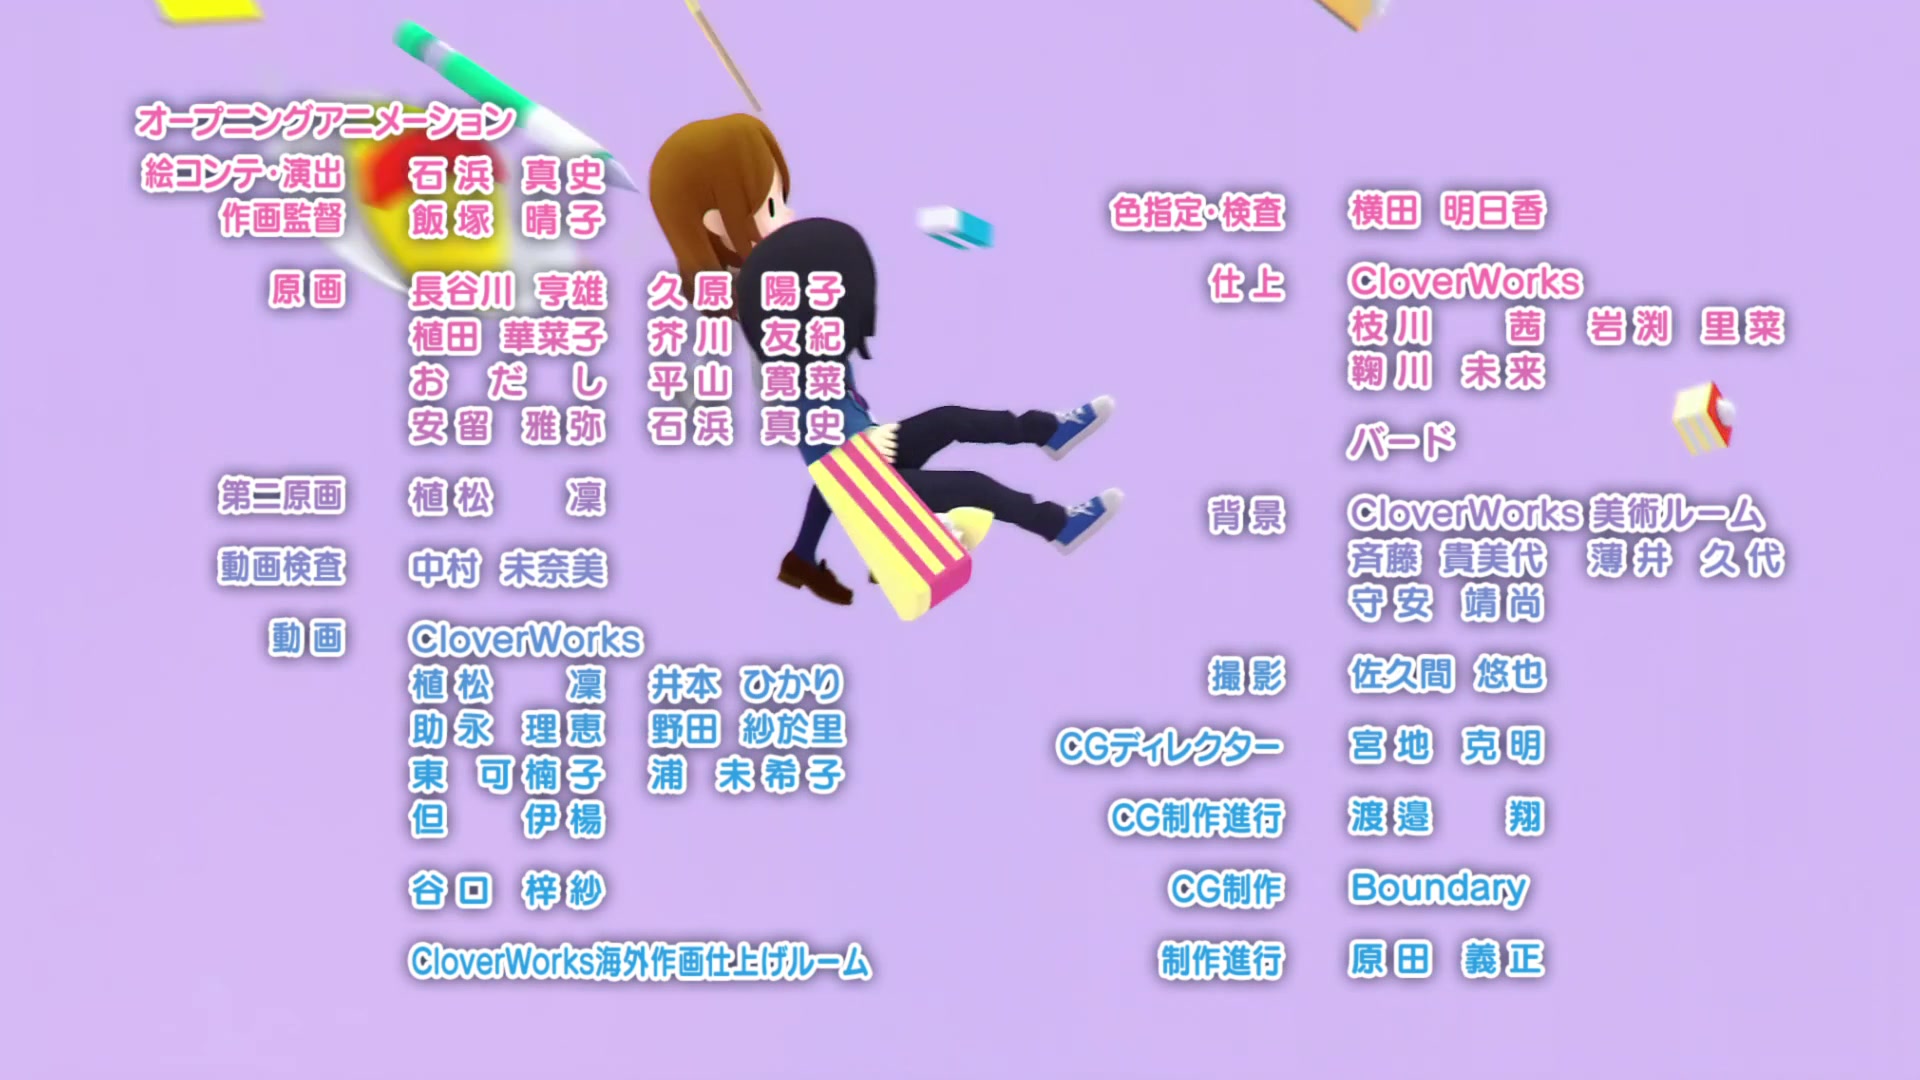 オープニングアニメーション
絵コンテ・演出 石浜 真史
作画監督 飯塚 晴子
原画 長谷川 亨雄 久原 陽子
植田 華菜子 芥川 友紀
おだし 平山 寛菜
安留 雅弥 石浜 真史
第二原画 植松 凜
動画検査 中村 未奈美
動画 CloverWorks
植松 凜 井本 ひかり
助永 理恵 野田 紗於里
東 可楠子 浦 未希子
但 伊楊
谷口 梓紗
CloverWorks海外作画仕上げルーム
色指定・検査 横田 明日香
仕上 CloverWorks
枝川 茜 岩渕 里菜
鞠川 未来
バード
背景 CloverWorks 美術ルーム
斉藤 貴美代 薄井 久代
守安 靖尚
撮影 佐久間 悠也
CGディレクター 宮地 克明
CG制作進行 渡邉 翔
CG制作 Boundary
制作進行 原田 義正